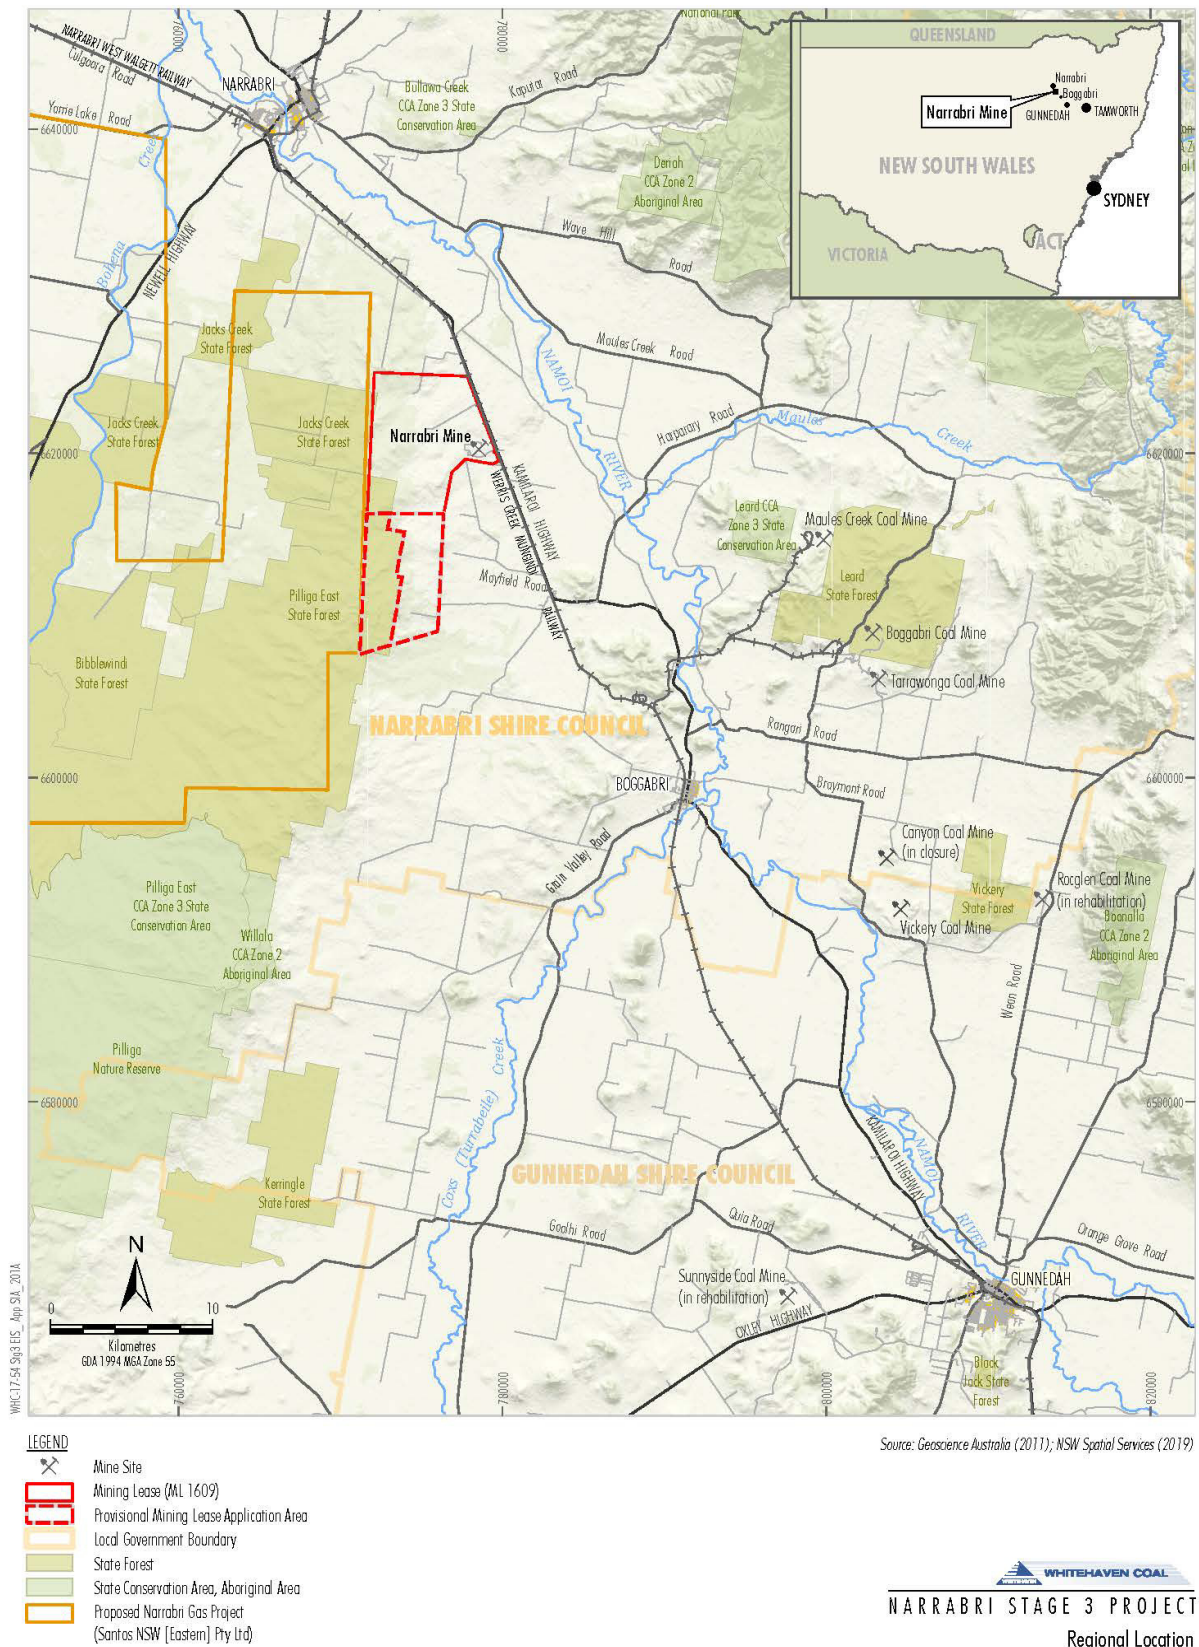 760000
780000
National Park
NARRABRI WEST WALGETT RAILWAY
Culgoora Road
NARRABRI
Yarrie Lake Road
6640000
Creek
Bohena
NEWELL HIGHWAY
Bullawa Creek
CCA Zone 3 State
Conservation Area
Kaputar Road
Deriah
CCA Zone 2
Aboriginal Area
Wave Hill
Road
QUEENSLAND
Narrabri
Boggabri
Narrabri Mine
GUNNEDAH
TAMWORTH
NEW SOUTH WALES
SYDNEY
ACT
VICTORIA
Jacks Creek
State Forest
Maules Creek Road
NAMOI
RIVER
Jacks Creek
State Forest
Jacks Creek
State Forest
Narrabri Mine
Harparary Road
Maules
Creek
6620000
6620000
KAMILAROI HIGHWAY
WERRIS CREEK MUNGINDI
RAILWAY
Leard CCA
Zone 3 State
Conservation Area
Maules Creek Coal Mine
Leard
State Forest
Mayfield Road
Pilliga East
State Forest
Boggabri Coal Mine
Tarrawonga Coal Mine
Bibblewindi
State Forest
NARRABRI SHIRE COUNCIL
Rangari Road
6600000
6600000
BOGGABRI
Braymont Road
Grain Valley Road
Canyon Coal Mine
(in closure)
Rocglen Coal Mine
(in rehabilitation)
Vickery
State Forest
Vickery Coal Mine
Boonalla
CCA Zone 2
Aboriginal Area
Pilliga East
CCA Zone 3 State
Conservation Area
Willala
CCA Zone 2
Aboriginal Area
Wean Road
Pilliga
Nature Reserve
Creek
(Turrabeile)
Coxs
6580000
6580000
KAMILAROI HIGHWAY
NAMOI
RIVER
GUNNEDAH SHIRE COUNCIL
Kerringle
State Forest
Goolhi Road
Quia Road
Orange Grove Road
N
Sunnyside Coal Mine
(in rehabilitation)
OXLEY HIGHWAY
GUNNEDAH
0 10
Kilometres
GDA 1994 MGA Zone 55
Black
Jack State
Forest
760000
780000
800000
820000
WHC-17-54 Stg3 EIS_ App SIA_ 201A
Source: Geoscience Australia (2011); NSW Spatial Services (2019)
LEGEND
Mine Site
Mining Lease (ML 1609)
Provisional Mining Lease Application Area
Local Government Boundary
State Forest
State Conservation Area, Aboriginal Area
Proposed Narrabri Gas Project
(Santos NSW [Eastern] Pty Ltd)
WHITEHAVEN COAL
NARRABRI STAGE 3 PROJECT
Regional Location